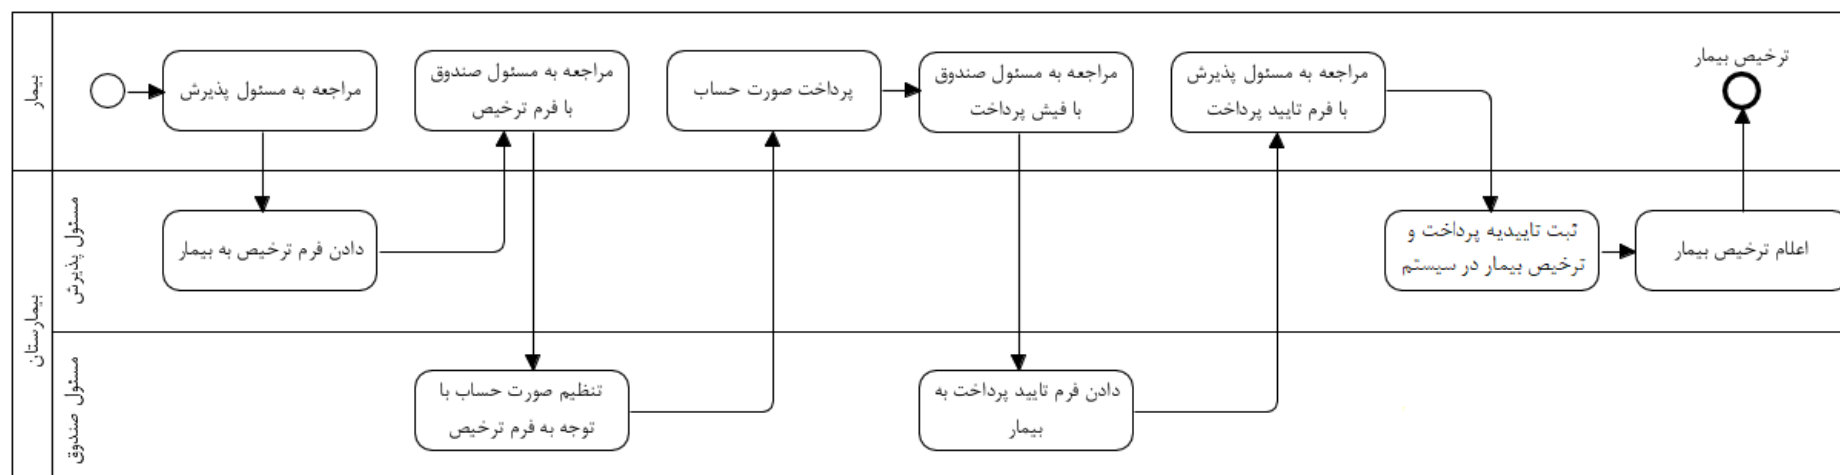 بیمار
مراجعه به مسئول پذیرش
مراجعه به مسئول صندوق
با فرم ترخیص
پرداخت صورت حساب
مراجعه به مسئول صندوق
با فیش پرداخت
مراجعه به مسئول پذیرش
با فرم تایید پرداخت
ترخیص بیمار
بیمارستان
مسئول پذیرش
دادن فرم ترخیص به بیمار
ثبت تاییدیه پرداخت و
ترخیص بیمار در سیستم
اعلام ترخیص بیمار
مسئول صندوق
تنظیم صورت حساب با
توجه به فرم ترخیص
دادن فرم تایید پرداخت به
بیمار